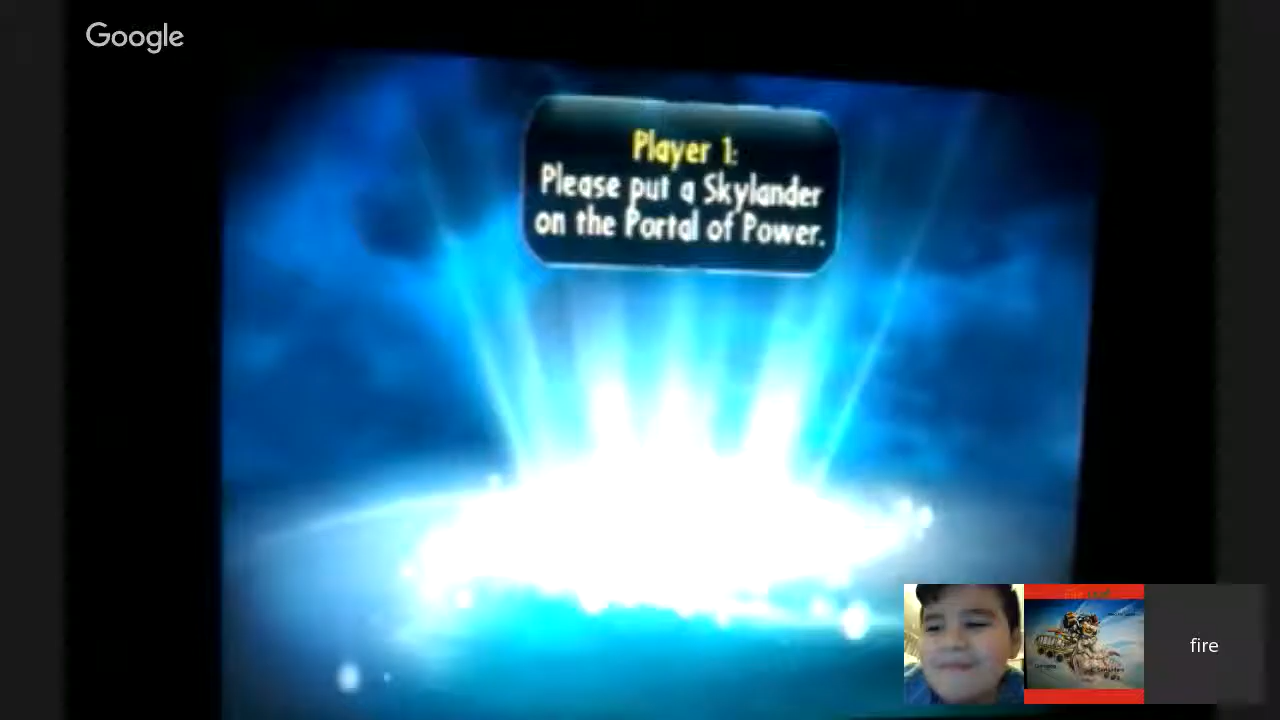 Google
Player 1:
Please put a Skylander
on the Portal of Power.
fire